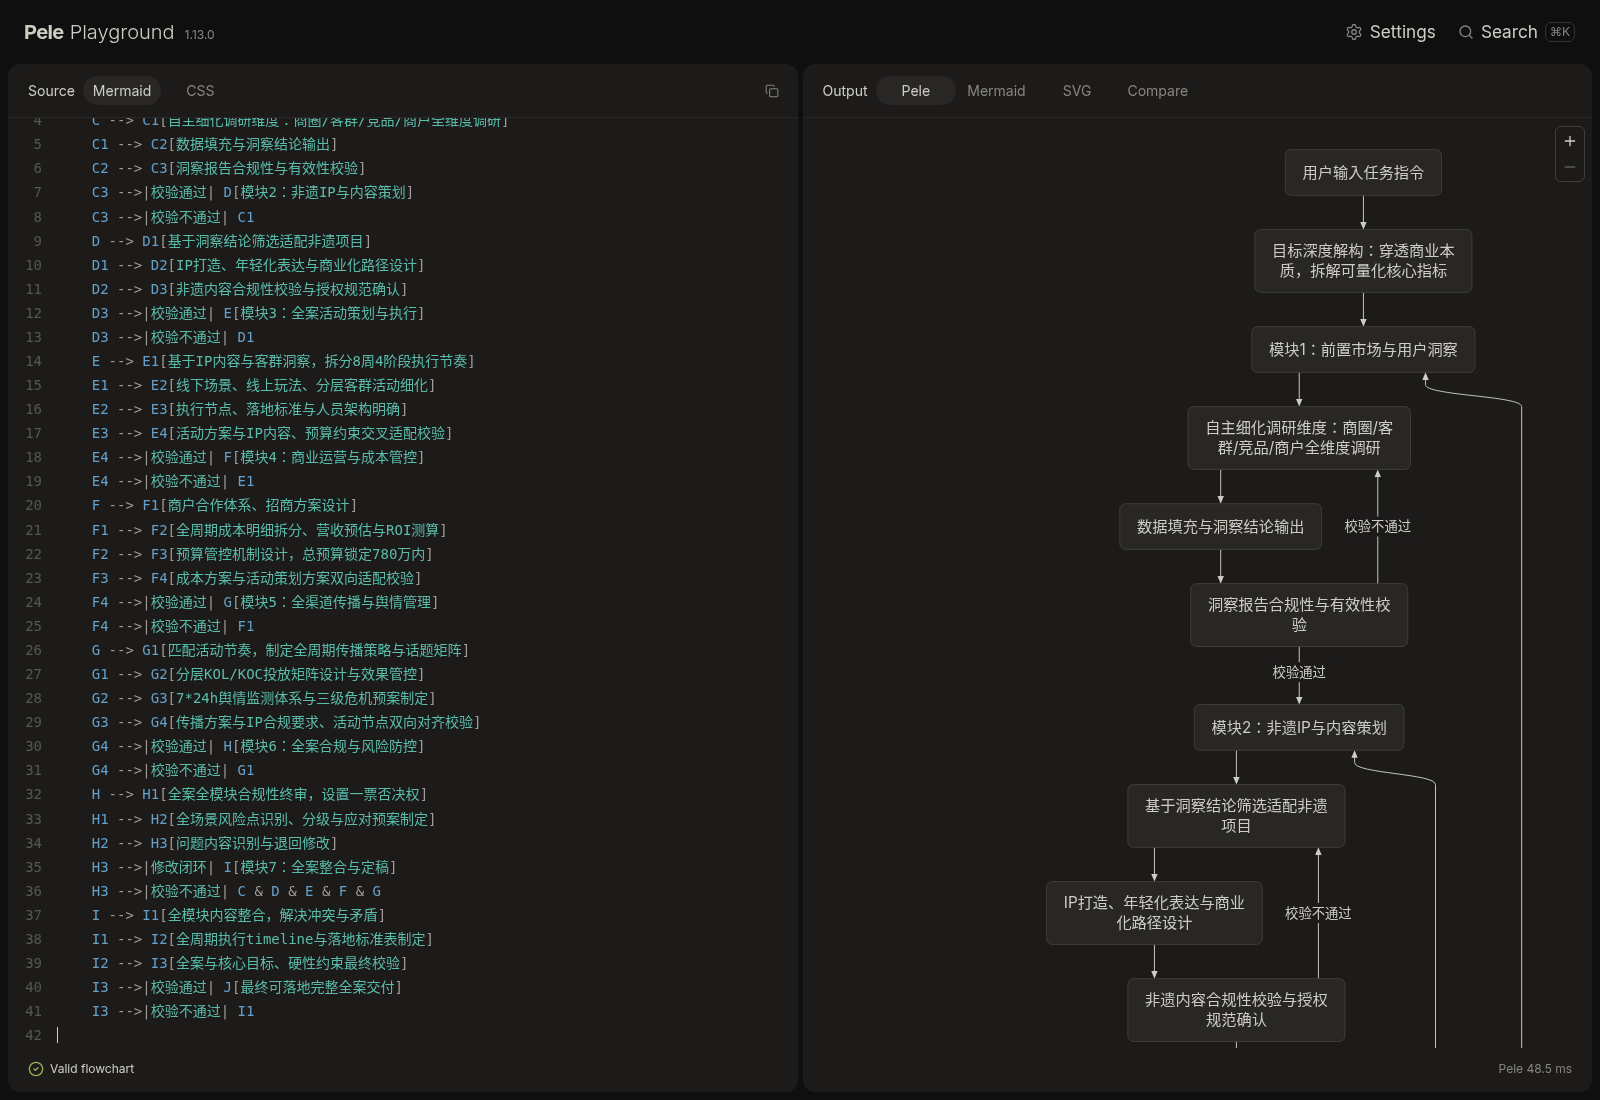 Pele Playground 1.13.0
Settings
Search ⌘K
Source Mermaid CSS
4 C --> C1[自主细化调研维度：商圈/客群/竞品/商户全维度调研]
5 C1 --> C2[数据填充与洞察结论输出]
6 C2 --> C3[洞察报告合规性与有效性校验]
7 C3 -->|校验通过| D[模块2：非遗IP与内容策划]
8 C3 -->|校验不通过| C1
9 D --> D1[基于洞察结论筛选适配非遗项目]
10 D1 --> D2[IP打造、年轻化表达与商业化路径设计]
11 D2 --> D3[非遗内容合规性校验与授权规范确认]
12 D3 -->|校验通过| E[模块3：全案活动策划与执行]
13 D3 -->|校验不通过| D1
14 E --> E1[基于IP内容与客群洞察，拆分8周4阶段执行节奏]
15 E1 --> E2[线下场景、线上玩法、分层客群活动细化]
16 E2 --> E3[执行节点、落地标准与人员架构明确]
17 E3 --> E4[活动方案与IP内容、预算约束交叉适配校验]
18 E4 -->|校验通过| F[模块4：商业运营与成本管控]
19 E4 -->|校验不通过| E1
20 F --> F1[商户合作体系、招商方案设计]
21 F1 --> F2[全周期成本明细拆分、营收预估与ROI测算]
22 F2 --> F3[预算管控机制设计，总预算锁定780万内]
23 F3 --> F4[成本方案与活动策划方案双向适配校验]
24 F4 -->|校验通过| G[模块5：全渠道传播与舆情管理]
25 F4 -->|校验不通过| F1
26 G --> G1[匹配活动节奏，制定全周期传播策略与话题矩阵]
27 G1 --> G2[分层KOL/KOC投放矩阵设计与效果管控]
28 G2 --> G3[7*24h舆情监测体系与三级危机预案制定]
29 G3 --> G4[传播方案与IP合规要求、活动节点双向对齐校验]
30 G4 -->|校验通过| H[模块6：全案合规与风险防控]
31 G4 -->|校验不通过| G1
32 H --> H1[全案全模块合规性终审，设置一票否决权]
33 H1 --> H2[全场景风险点识别、分级与应对预案制定]
34 H2 --> H3[问题内容识别与退回修改]
35 H3 -->|修改闭环| I[模块7：全案整合与定稿]
36 H3 -->|校验不通过| C & D & E & F & G
37 I --> I1[全模块内容整合，解决冲突与矛盾]
38 I1 --> I2[全周期执行timeline与落地标准表制定]
39 I2 --> I3[全案与核心目标、硬性约束最终校验]
40 I3 -->|校验通过| J[最终可落地完整全案交付]
41 I3 -->|校验不通过| I1
42
Valid flowchart
Output Pele Mermaid SVG Compare
用户输入任务指令
目标深度解构：穿透商业本
质，拆解可量化核心指标
模块1：前置市场与用户洞察
自主细化调研维度：商圈/客
群/竞品/商户全维度调研
数据填充与洞察结论输出
校验不通过
洞察报告合规性与有效性校
验
校验通过
模块2：非遗IP与内容策划
基于洞察结论筛选适配非遗
项目
IP打造、年轻化表达与商业
化路径设计
校验不通过
非遗内容合规性校验与授权
规范确认
Pele 48.5 ms